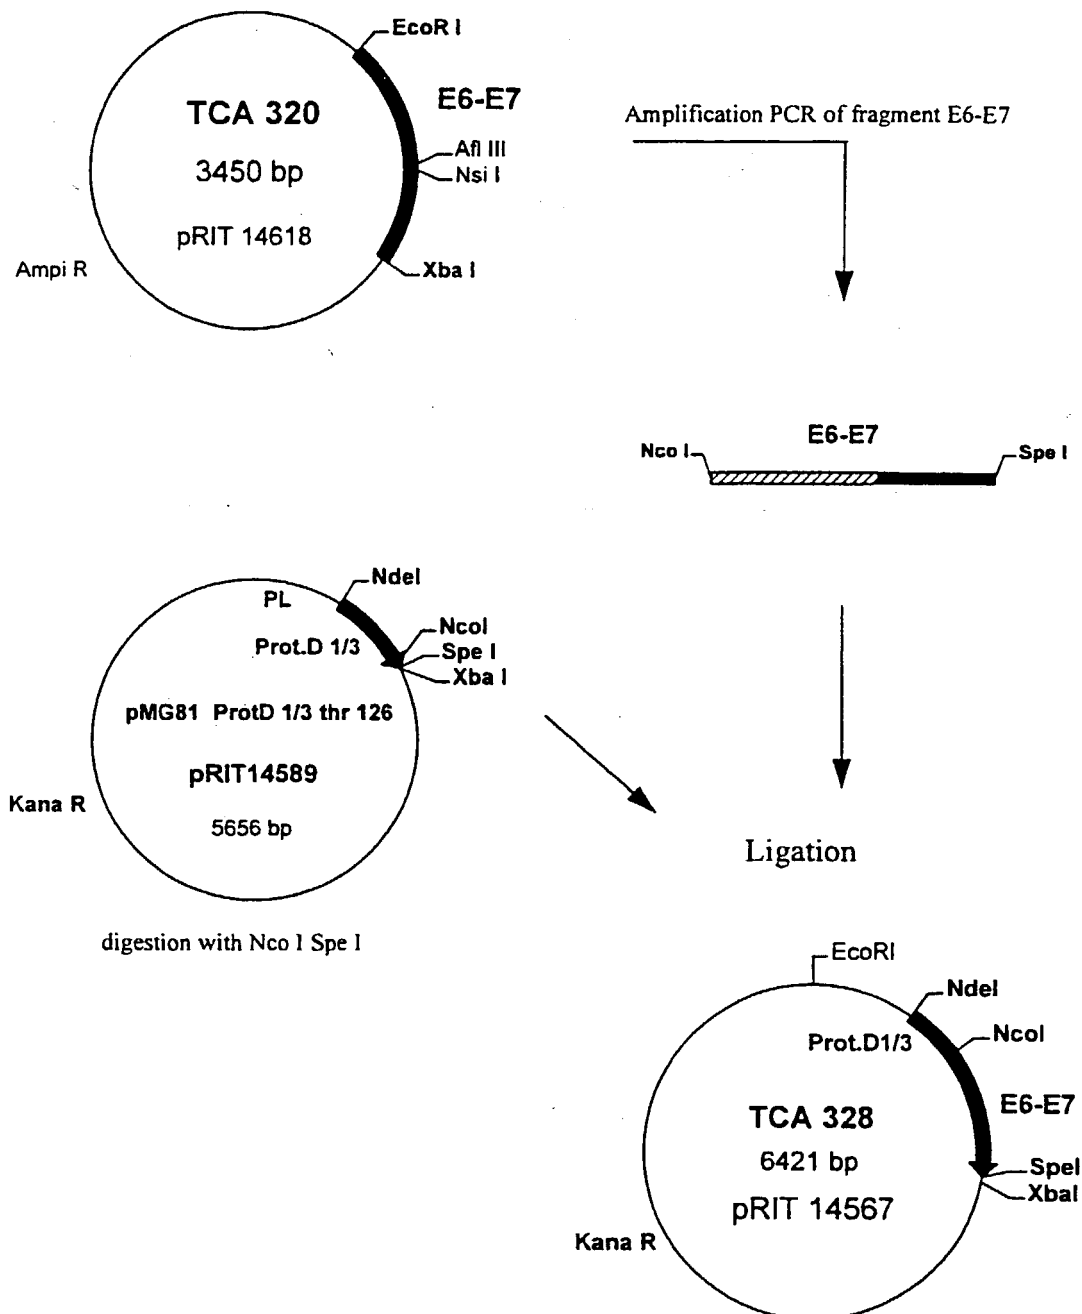 EcoR I
TCA 320
E6-E7
3450 bp
Afl III
Nsi I
pRIT 14618
Ampi R
Xba I
Amplification PCR of fragment E6-E7
E6-E7
Nco I
Spe I
NdeI
PL
NcoI
Prot.D 1/3
Spe I
Xba I
pMG81 ProtD 1/3 thr 126
pRIT14589
Kana R
5656 bp
Ligation
digestion with Nco I Spe I
EcoRI
NdeI
NcoI
Prot.D1/3
E6-E7
TCA 328
6421 bp
SpeI
XbaI
pRIT 14567
Kana R